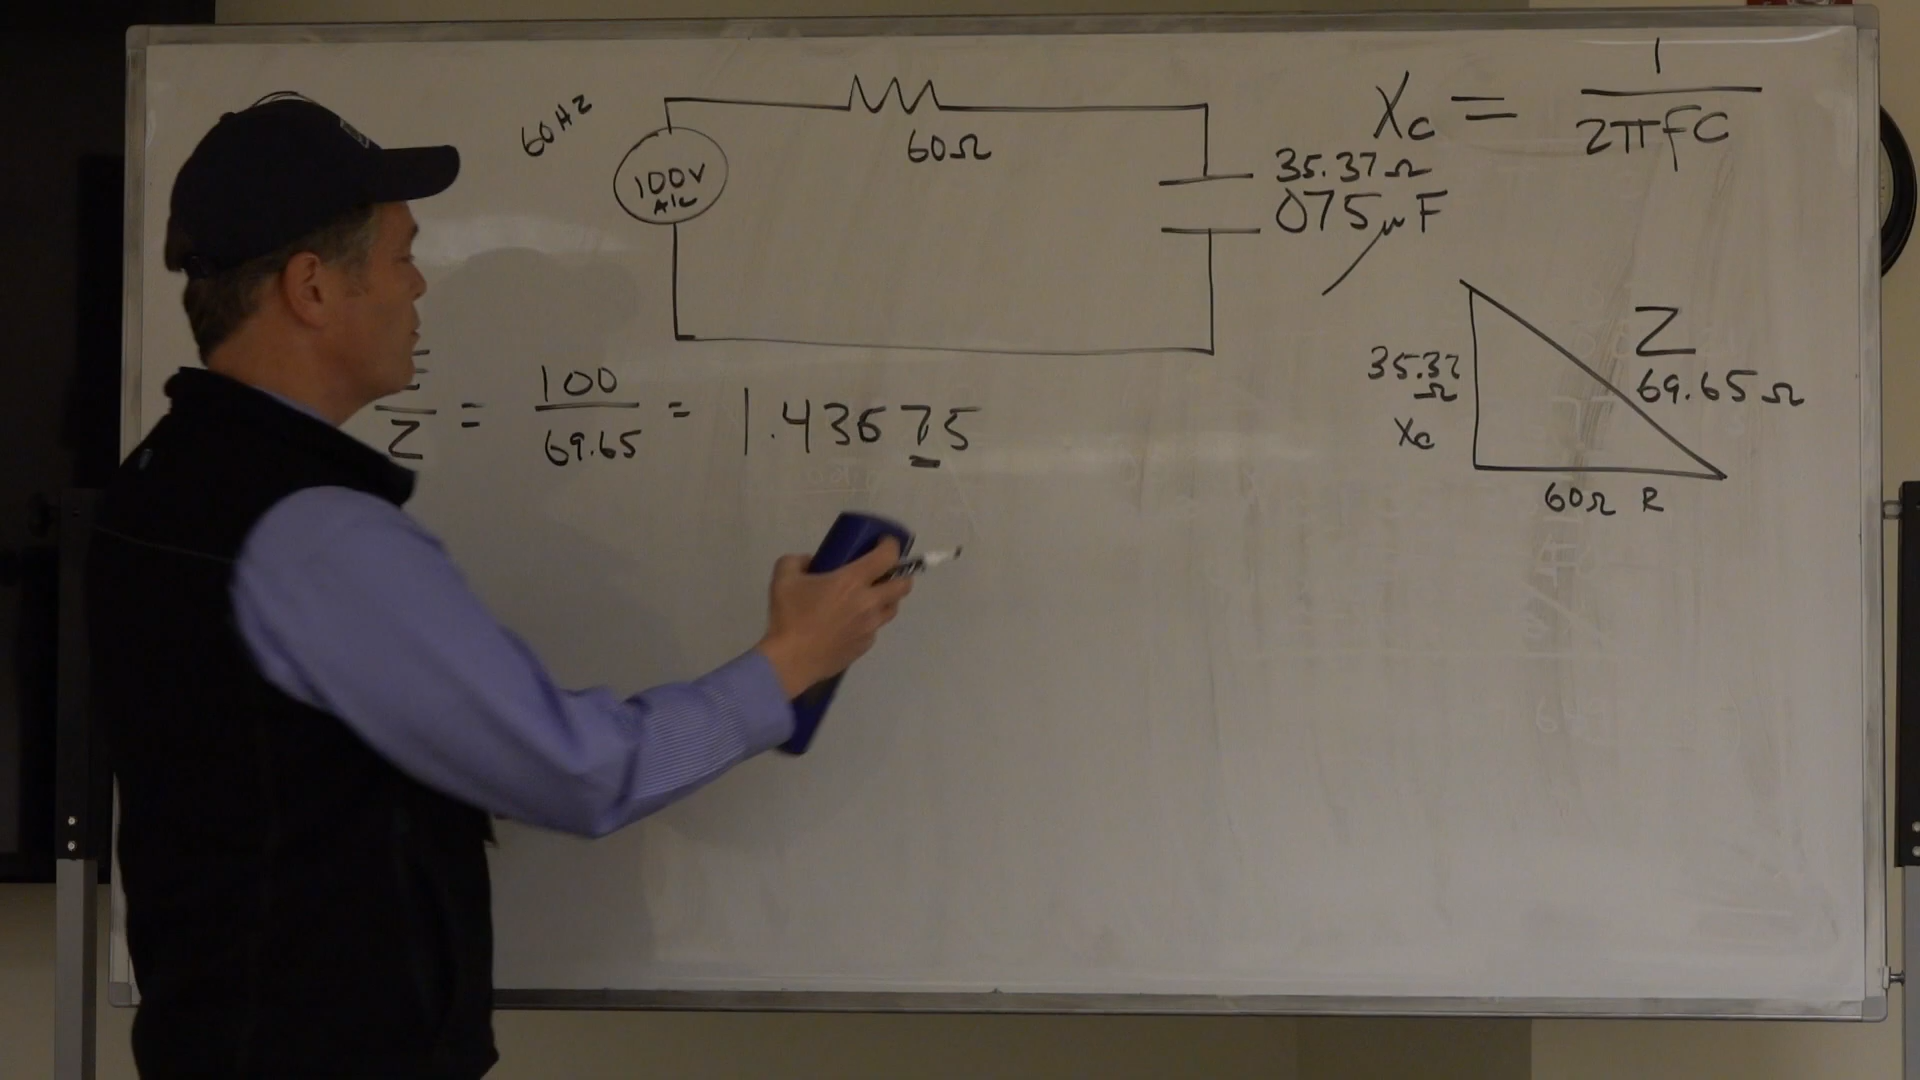 60HZ
100V
A/C
60Ω
35.37Ω
075µF
Xc = 1 / 2πfC
E/Z = 100/69.65 = 1.43675
35.37
Ω
Xc
Z
69.65Ω
60Ω R